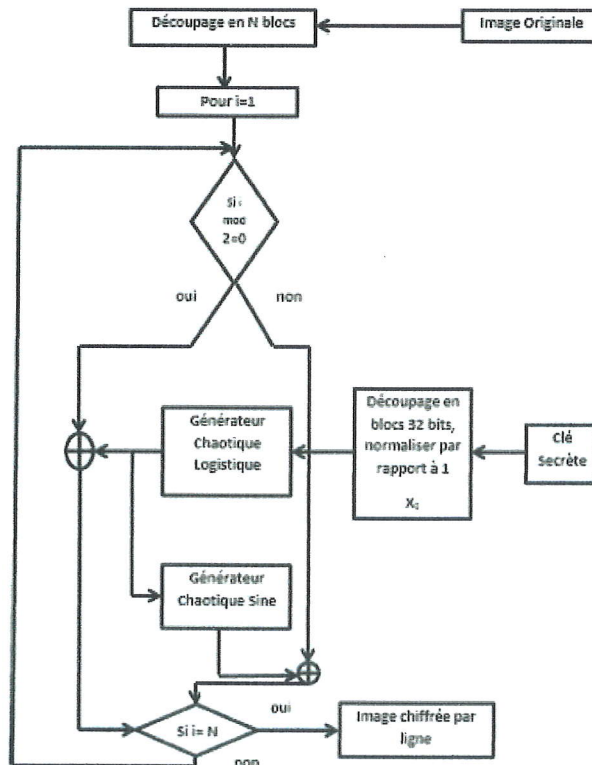 Découpage en N blocs
Image Originale
Pour i=1
Si i
mod
2=0
oui
non
Générateur
Chaotique
Logistique
Découpage en
blocs 32 bits,
normaliser par
rapport à 1
X₀
Clé
Secrète
Générateur
Chaotique Sine
oui
Si i= N
Image chiffrée par
ligne
non